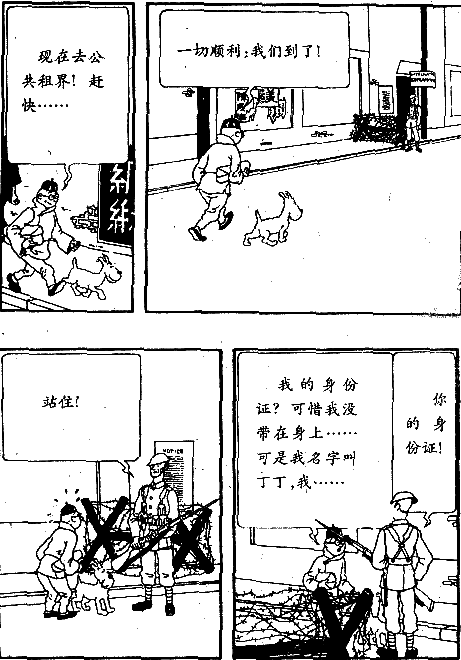 现在去公
共租界！赶
快……
一切顺利：我们到了！
站住！
NOTICE
你
的身
份证！
我的身份
证？可惜我没
带在身上……
可是我名字叫
丁丁，我……